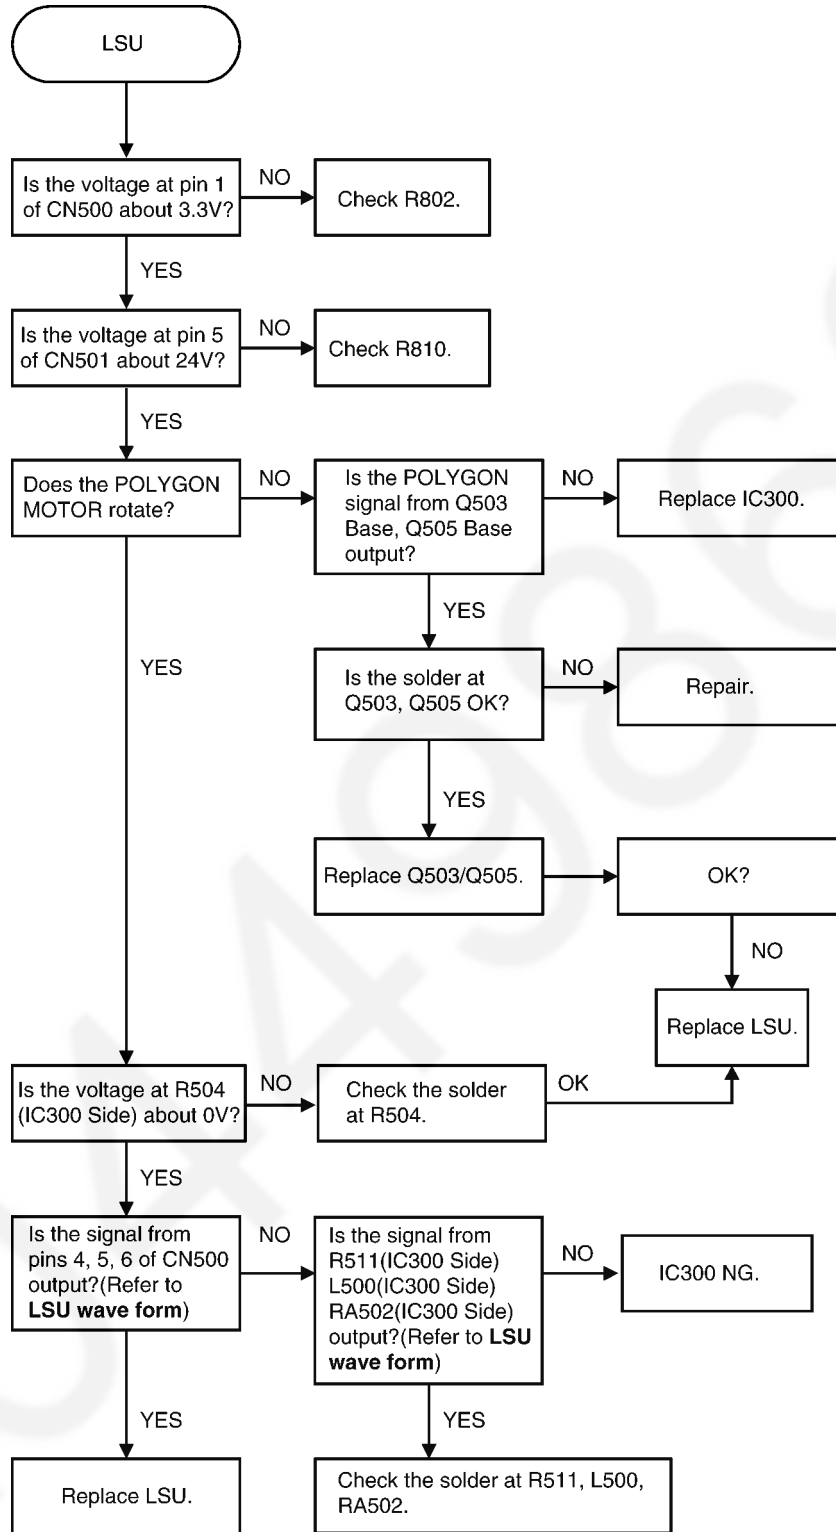 LSU
Is the voltage at pin 1
of CN500 about 3.3V?
NO
Check R802.
YES
Is the voltage at pin 5
of CN501 about 24V?
NO
Check R810.
YES
Does the POLYGON
MOTOR rotate?
NO
Is the POLYGON
signal from Q503
Base, Q505 Base
output?
NO
Replace IC300.
YES
YES
Is the solder at
Q503, Q505 OK?
NO
Repair.
YES
Replace Q503/Q505.
OK?
NO
Replace LSU.
Is the voltage at R504
(IC300 Side) about 0V?
NO
Check the solder
at R504.
OK
YES
Is the signal from
pins 4, 5, 6 of CN500
output?(Refer to
LSU wave form)
NO
Is the signal from
R511(IC300 Side)
L500(IC300 Side)
RA502(IC300 Side)
output?(Refer to LSU
wave form)
NO
IC300 NG.
YES
YES
Replace LSU.
Check the solder at R511, L500,
RA502.